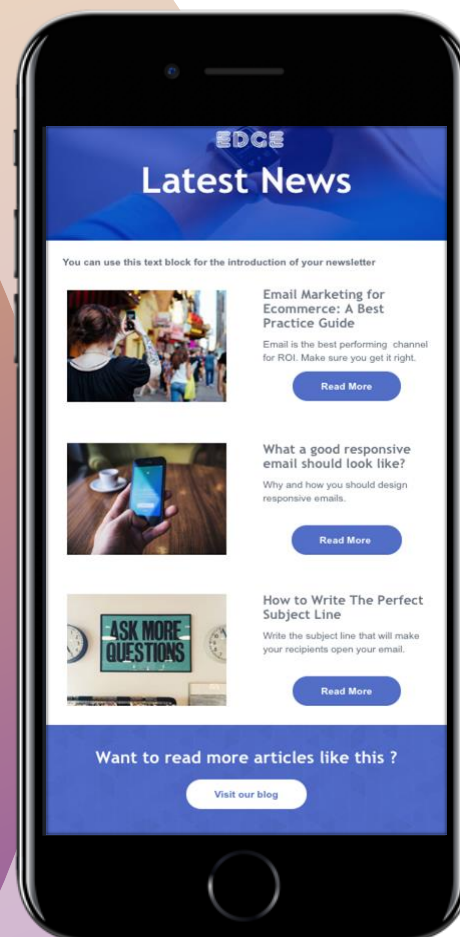 EDGE
Latest News
You can use this text block for the introduction of your newsletter
Email Marketing for
Ecommerce: A Best
Practice Guide
Email is the best performing channel
for ROI. Make sure you get it right.
Read More
What a good responsive
email should look like?
Why and how you should design
responsive emails.
Read More
ASK MORE
QUESTIONS
How to Write The Perfect
Subject Line
Write the subject line that will make
your recipients open your email.
Read More
Want to read more articles like this ?
Visit our blog